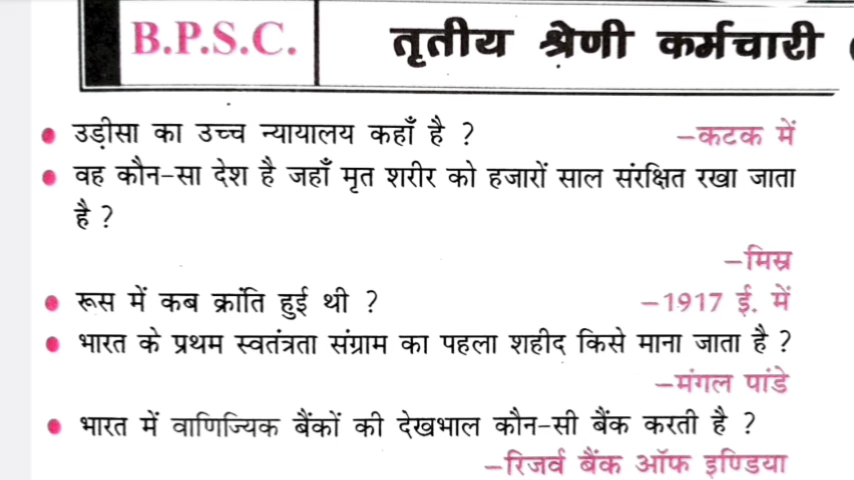 B.P.S.C. तृतीय श्रेणी कर्मचारी
• उड़ीसा का उच्च न्यायालय कहाँ है ? –कटक में
• वह कौन-सा देश है जहाँ मृत शरीर को हजारों साल संरक्षित रखा जाता
है ?
–मिस्र
• रूस में कब क्रांति हुई थी ? –1917 ई. में
• भारत के प्रथम स्वतंत्रता संग्राम का पहला शहीद किसे माना जाता है ?
–मंगल पांडे
• भारत में वाणिज्यिक बैंकों की देखभाल कौन-सी बैंक करती है ?
–रिजर्व बैंक ऑफ इण्डिया